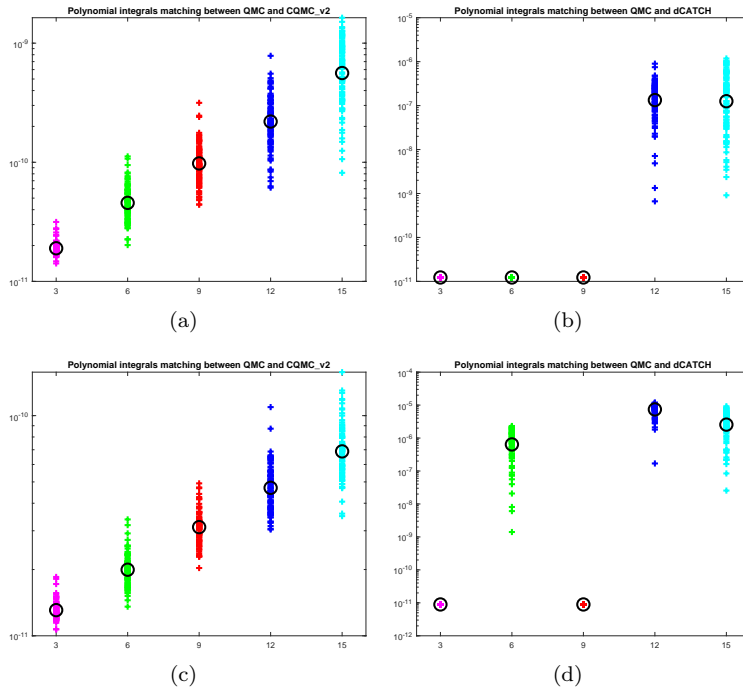 Polynomial integrals matching between QMC and CQMC_v2
10^-9
10^-10
10^-11
3 6 9 12 15
(a)
Polynomial integrals matching between QMC and dCATCH
10^-5
10^-6
10^-7
10^-8
10^-9
10^-10
10^-11
3 6 9 12 15
(b)
Polynomial integrals matching between QMC and CQMC_v2
10^-10
10^-11
3 6 9 12 15
(c)
Polynomial integrals matching between QMC and dCATCH
10^-4
10^-5
10^-6
10^-7
10^-8
10^-9
10^-10
10^-11
10^-12
3 6 9 12 15
(d)